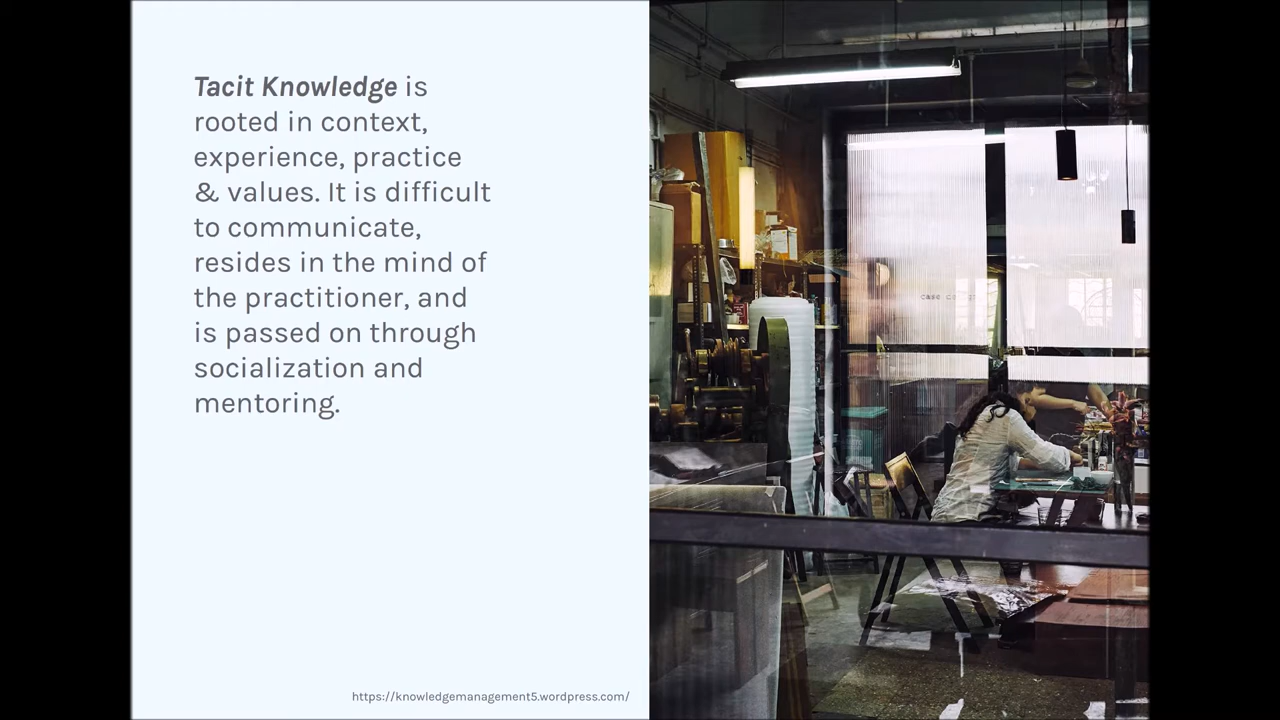 Tacit Knowledge is
rooted in context,
experience, practice
& values. It is difficult
to communicate,
resides in the mind of
the practitioner, and
is passed on through
socialization and
mentoring.
https://knowledgemanagement5.wordpress.com/